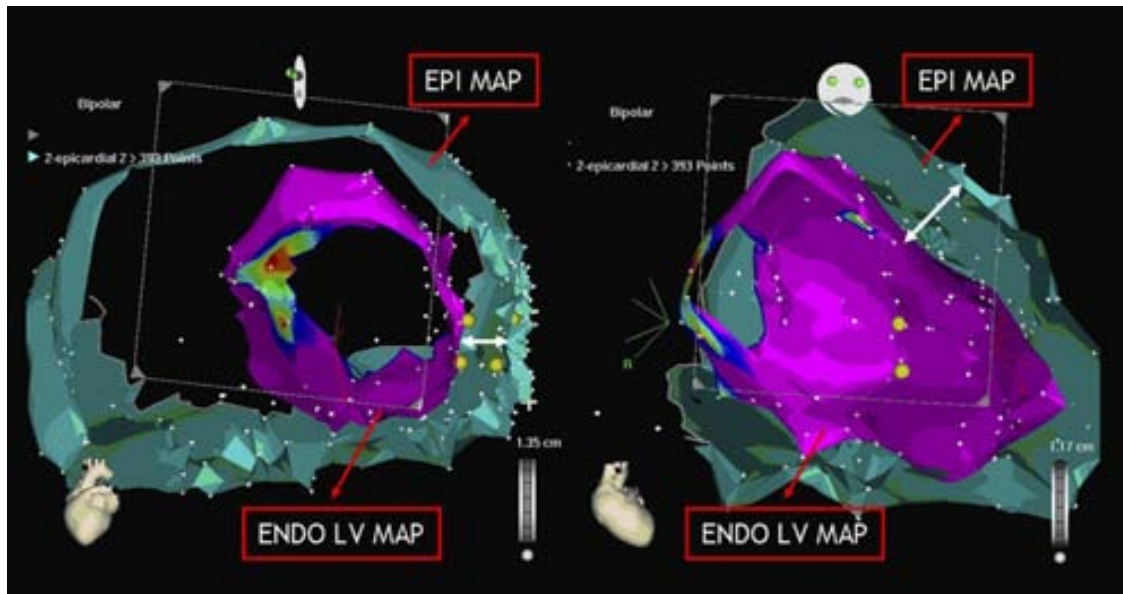 EPI MAP
Bipolar
2-epicardial 2 > 393 Points
1.35 cm
ENDO LV MAP
EPI MAP
Bipolar
2-epicardial 2 > 393 Points
R
1.17 cm
ENDO LV MAP